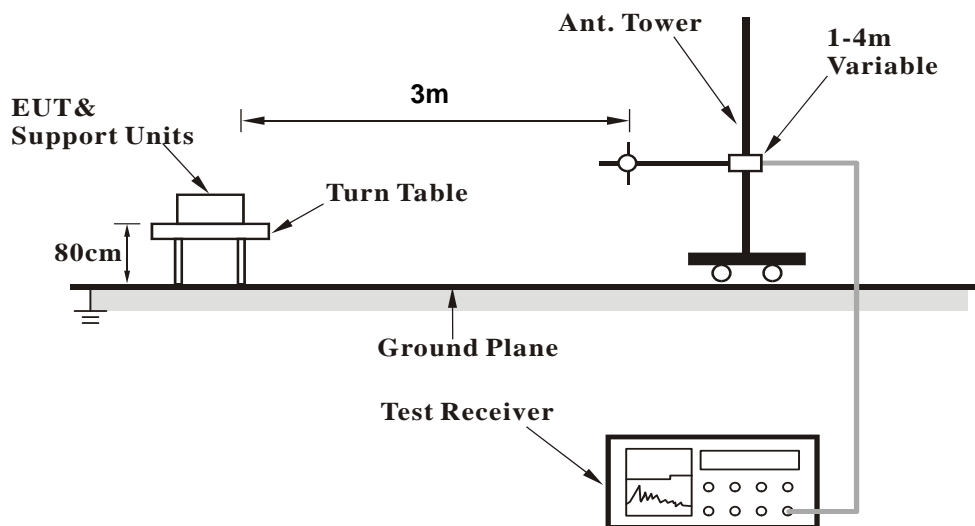 Ant. Tower
1-4m
Variable
3m
EUT&
Support Units
Turn Table
80cm
Ground Plane
Test Receiver